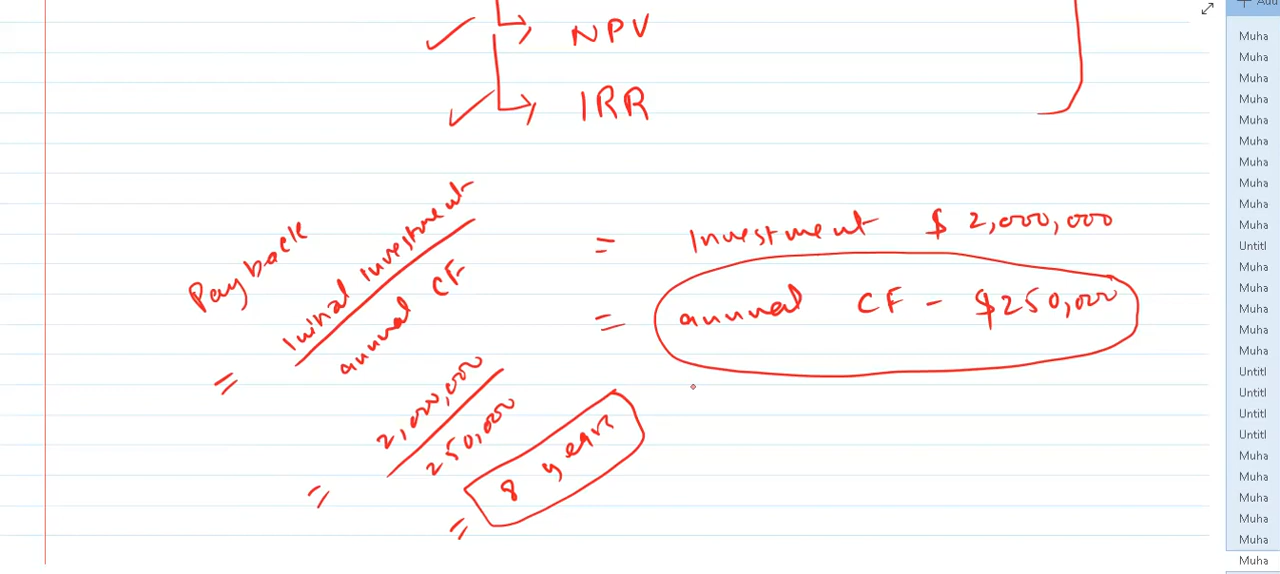 NPV
IRR
Payback
= Initial Investment
annual CF
= 2,000,000
250,000
= 8 years
= Investment $ 2,000,000
= annual CF - $250,000
Add
Muha
Muha
Muha
Muha
Muha
Muha
Muha
Muha
Muha
Muha
Untitl
Muha
Muha
Muha
Muha
Muha
Untitl
Untitl
Untitl
Untitl
Muha
Muha
Muha
Muha
Muha
Muha